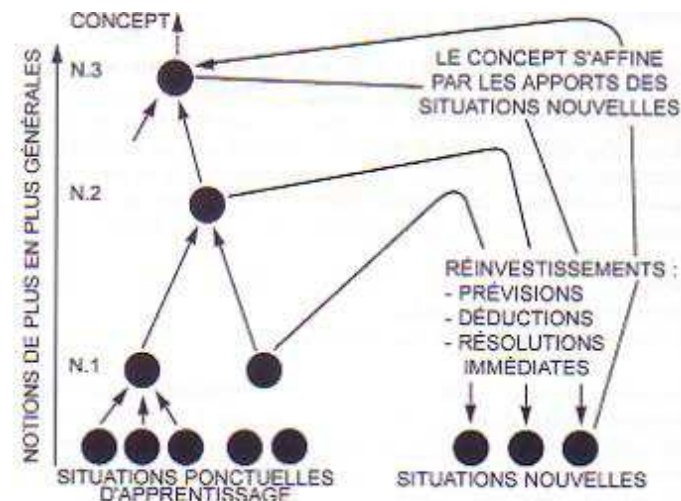 CONCEPT
NOTIONS DE PLUS EN PLUS GÉNÉRALES
N.3
LE CONCEPT S'AFFINE
PAR LES APPORTS DES
SITUATIONS NOUVELLLES
N.2
RÉINVESTISSEMENTS :
- PRÉVISIONS
- DÉDUCTIONS
- RÉSOLUTIONS
IMMÉDIATES
N.1
SITUATIONS PONCTUELLES
D'APPRENTISSAGE
SITUATIONS NOUVELLES